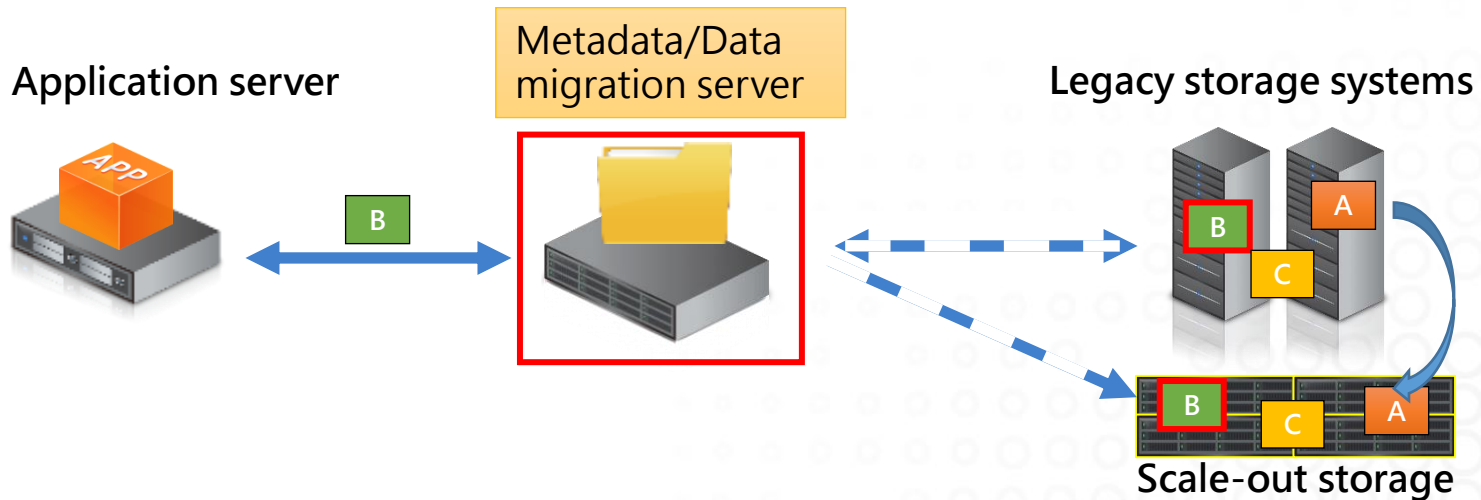 Metadata/Data
migration server
Application server
Legacy storage systems
APP
B
A
B
C
B
C
A
Scale-out storage